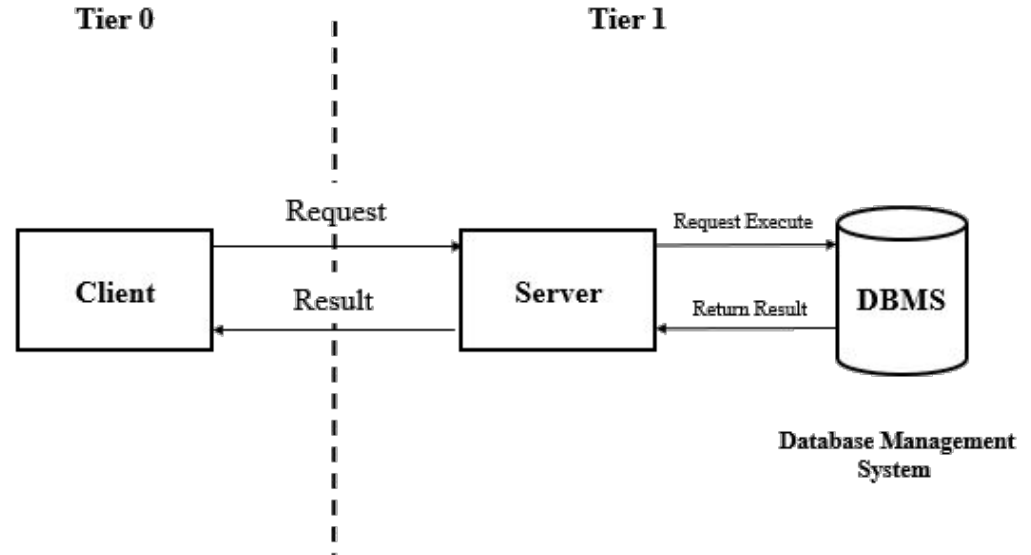 Tier 0
Tier 1
Request
Request Execute
Client
Server
DBMS
Result
Return Result
Database Management
System